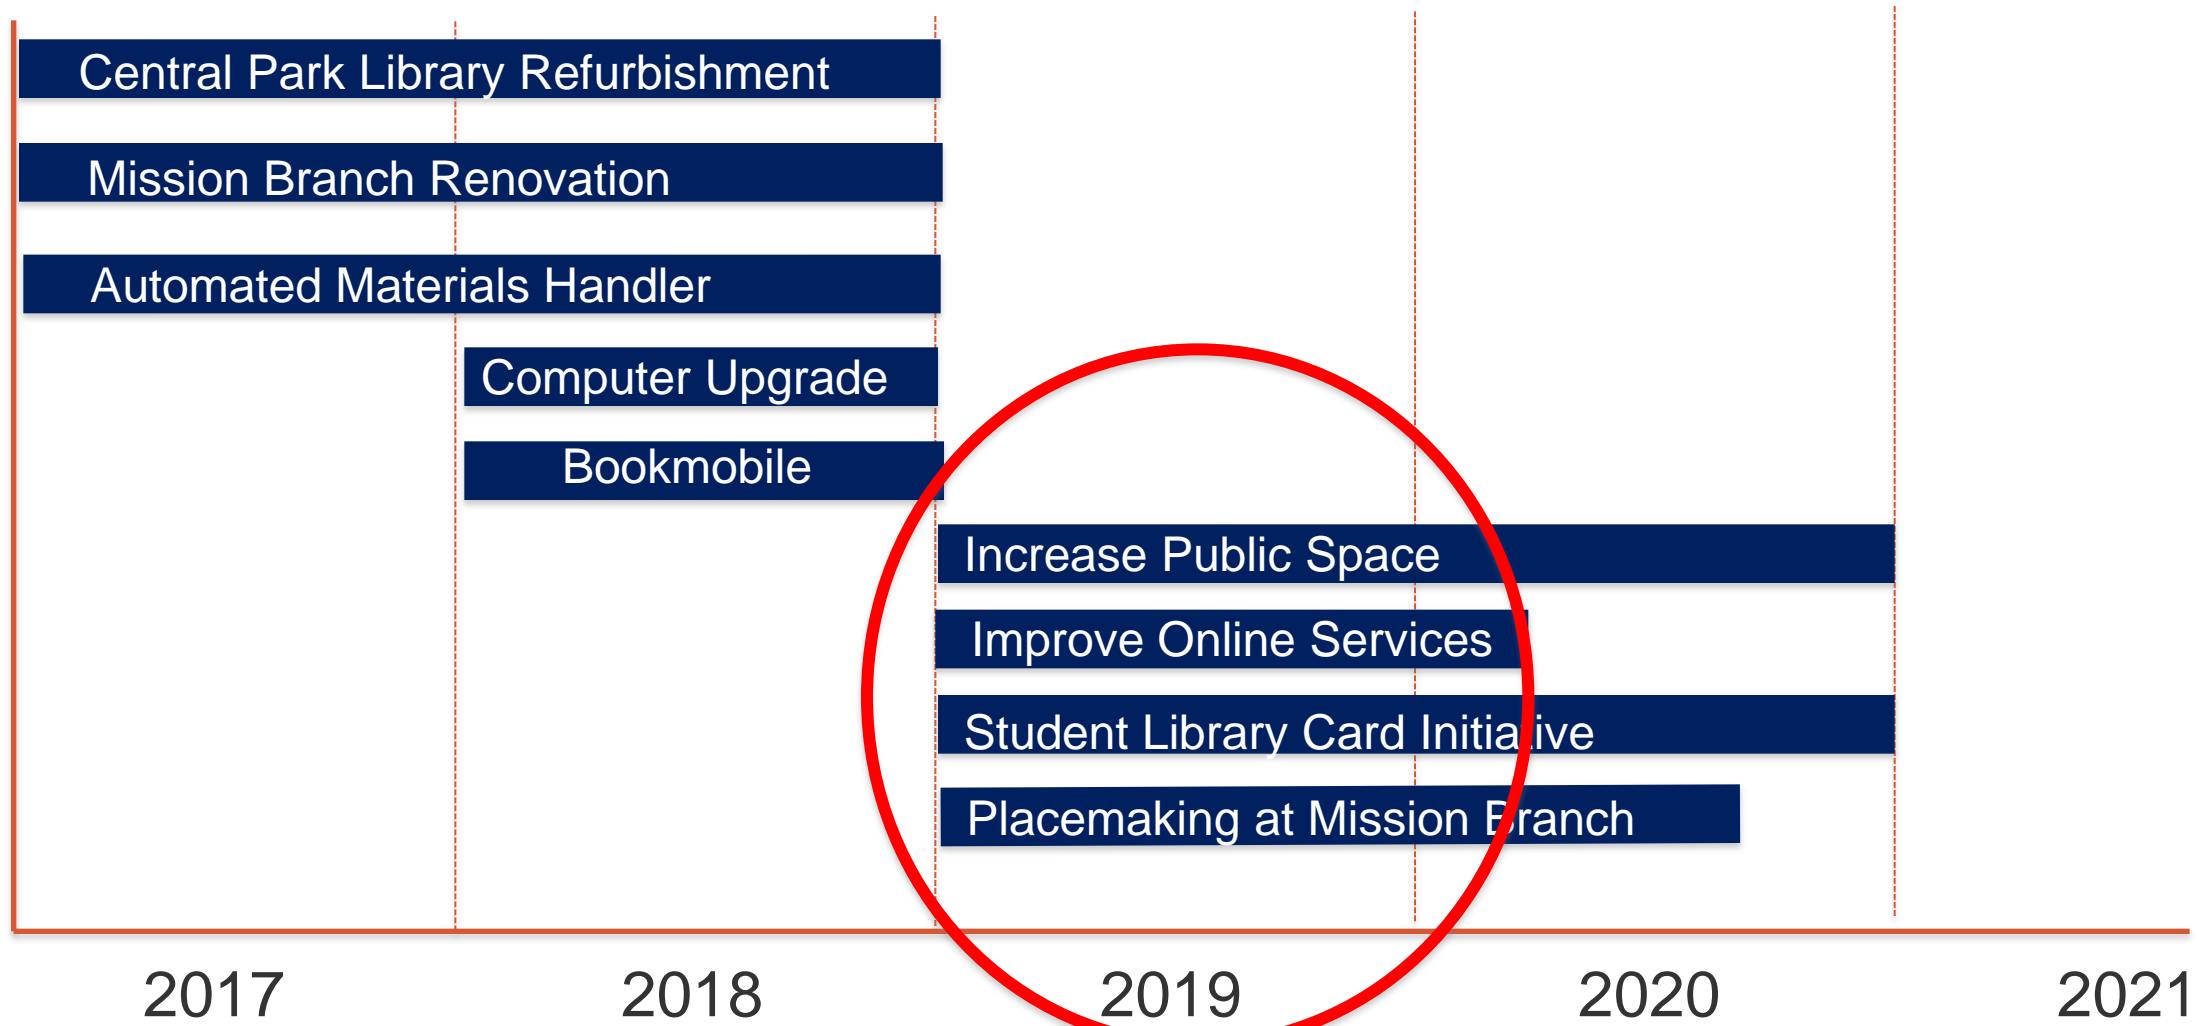 Central Park Library Refurbishment
Mission Branch Renovation
Automated Materials Handler
Computer Upgrade
Bookmobile
Increase Public Space
Improve Online Services
Student Library Card Initiative
Placemaking at Mission Branch
2017 2018 2019 2020 2021